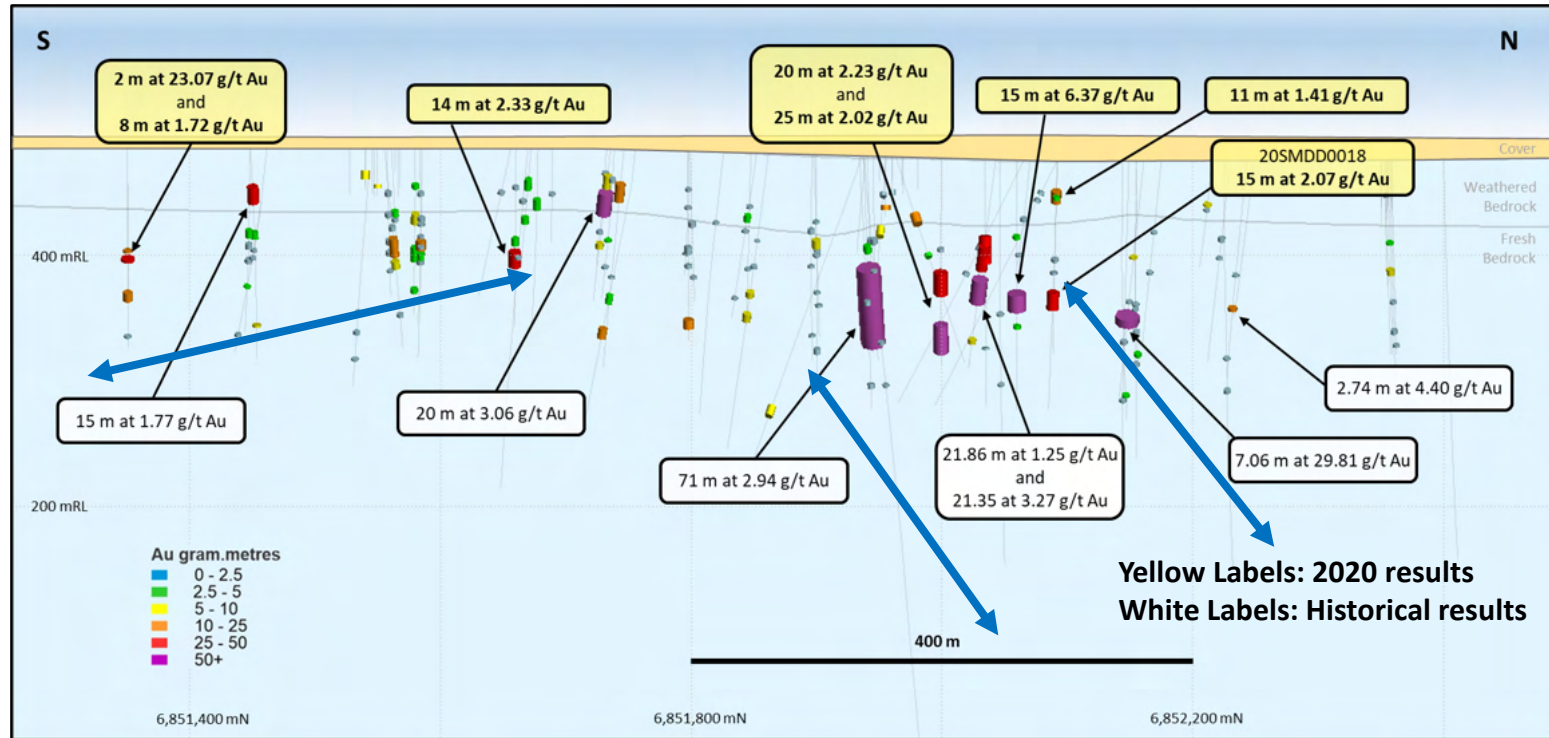 S
N
2 m at 23.07 g/t Au
and
8 m at 1.72 g/t Au
14 m at 2.33 g/t Au
20 m at 2.23 g/t Au
and
25 m at 2.02 g/t Au
15 m at 6.37 g/t Au
11 m at 1.41 g/t Au
Cover
20SMDD0018
15 m at 2.07 g/t Au
Weathered
Bedrock
Fresh
Bedrock
400 mRL
15 m at 1.77 g/t Au
20 m at 3.06 g/t Au
2.74 m at 4.40 g/t Au
71 m at 2.94 g/t Au
21.86 m at 1.25 g/t Au
and
21.35 at 3.27 g/t Au
7.06 m at 29.81 g/t Au
200 mRL
Au gram.metres
0 - 2.5
2.5 - 5
5 - 10
10 - 25
25 - 50
50+
Yellow Labels: 2020 results
White Labels: Historical results
400 m
6,851,400 mN
6,851,800 mN
6,852,200 mN